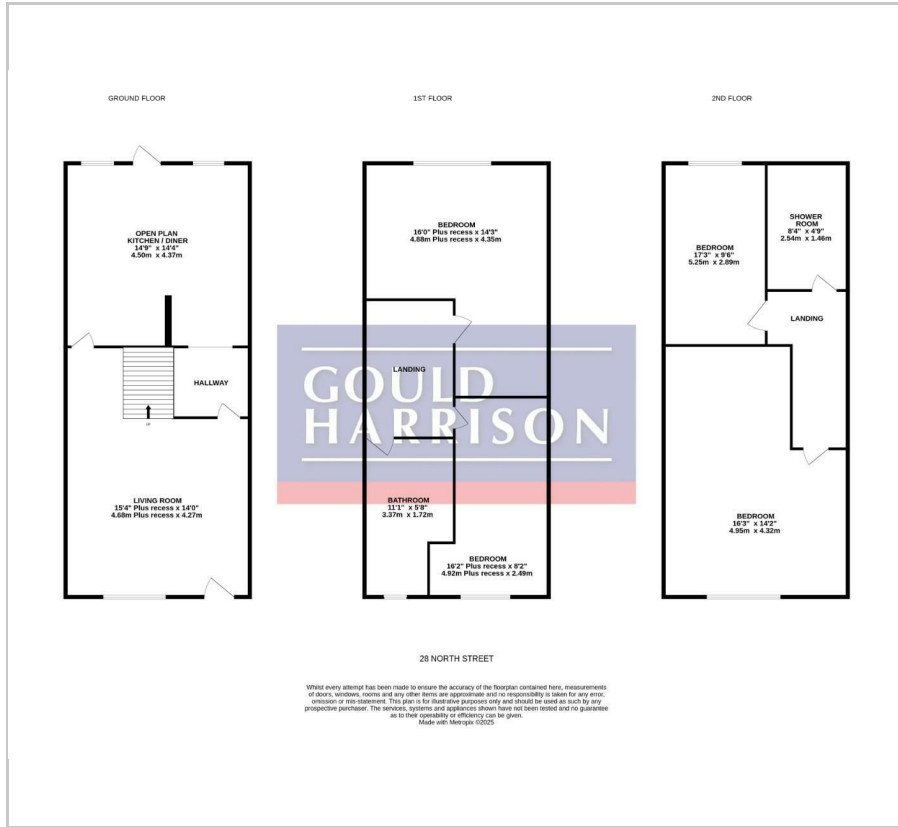 GROUND FLOOR
1ST FLOOR
2ND FLOOR
OPEN PLAN
KITCHEN / DINER
14'9" x 14'4"
4.50m x 4.37m
HALLWAY
UP
LIVING ROOM
15'4" Plus recess x 14'0"
4.68m Plus recess x 4.27m
BEDROOM
16'0" Plus recess x 14'3"
4.88m Plus recess x 4.35m
LANDING
BATHROOM
11'1" x 5'8"
3.37m x 1.72m
BEDROOM
16'2" Plus recess x 8'2"
4.92m Plus recess x 2.49m
BEDROOM
17'3" x 9'6"
5.25m x 2.89m
SHOWER
ROOM
8'4" x 4'9"
2.54m x 1.46m
LANDING
BEDROOM
16'3" x 14'2"
4.95m x 4.32m
GOULD
HARRISON
28 NORTH STREET
Whilst every attempt has been made to ensure the accuracy of the floorplan contained here, measurements
of doors, windows, rooms and any other items are approximate and no responsibility is taken for any error,
omission or mis-statement. This plan is for illustrative purposes only and should be used as such by any
prospective purchaser. The services, systems and appliances shown have not been tested and no guarantee
as to their operability or efficiency can be given.
Made with Metropix ©2025